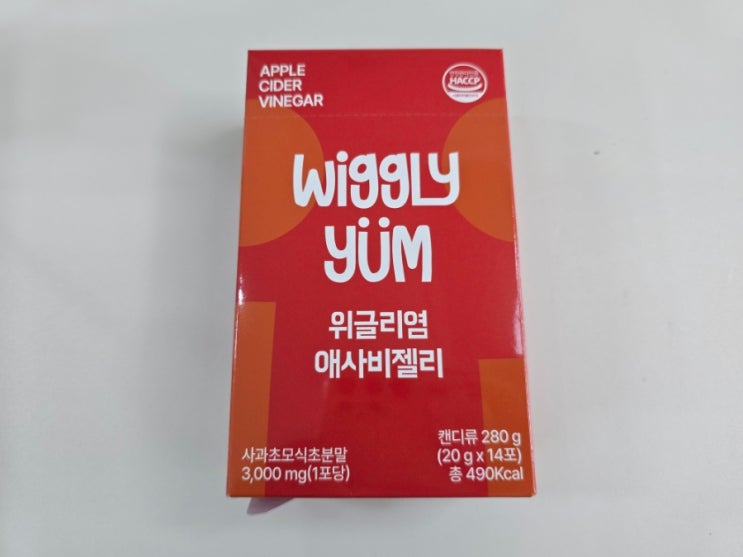 APPLE
CIDER
VINEGAR
HACCP
Wiggly
YÜM
위글리염
애사비젤리
사과초모식초분말
3,000 mg(1포당)
캔디류 280 g
(20 g x 14포)
총 490Kcal